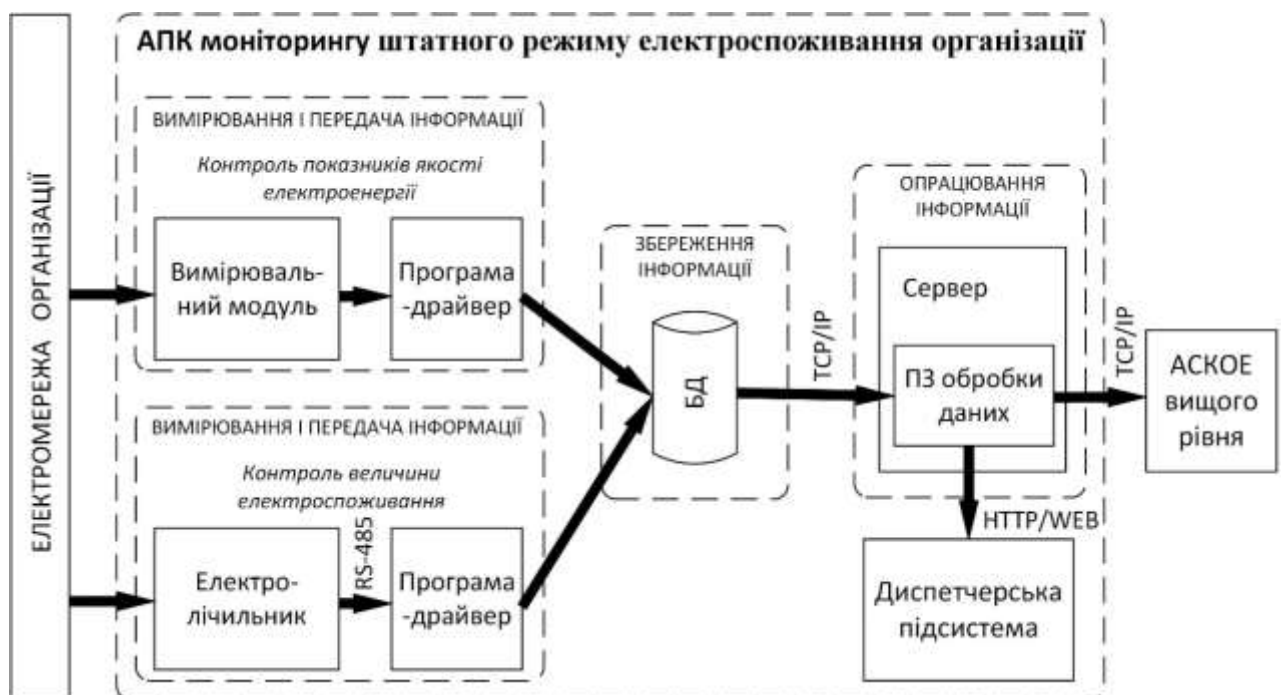 АПК моніторингу штатного режиму електроспоживання організації
ЕЛЕКТРОМЕРЕЖА ОРГАНІЗАЦІЇ
ВИМІРЮВАННЯ І ПЕРЕДАЧА ІНФОРМАЦІЇ
Контроль показників якості
електроенергії
Вимірюваль-
ний модуль
Програма
-драйвер
ВИМІРЮВАННЯ І ПЕРЕДАЧА ІНФОРМАЦІЇ
Контроль величини
електроспоживання
Електро-
лічильник
RS-485
Програма
-драйвер
ЗБЕРЕЖЕННЯ
ІНФОРМАЦІЇ
БД
TCP/IP
ОПРАЦЮВАННЯ
ІНФОРМАЦІЇ
Сервер
ПЗ обробки
даних
HTTP/WEB
Диспетчерська
підсистема
TCP/IP
АСКОЕ
вищого
рівня